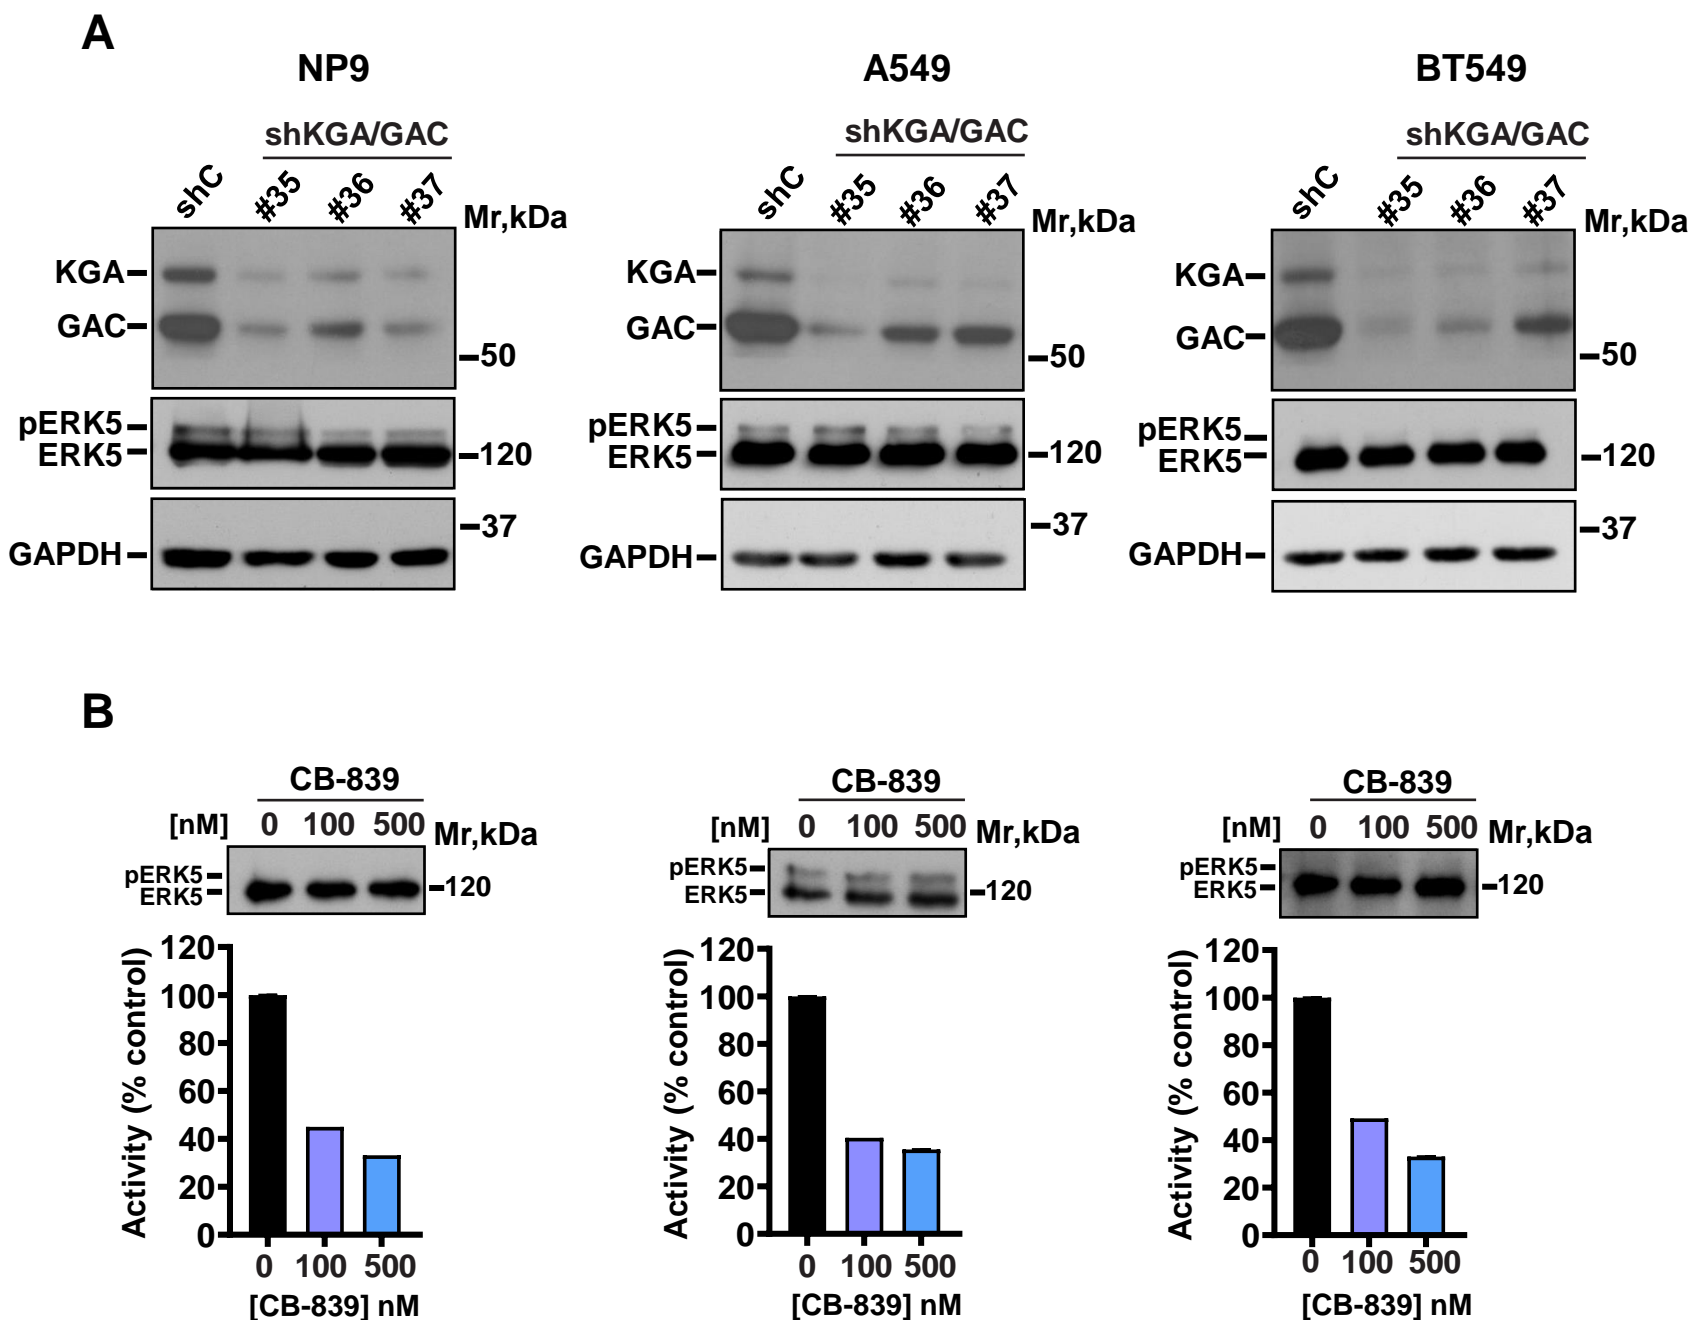 A
NP9
shKGA/GAC
shC #35 #36 #37 Mr,kDa
KGA
GAC
50
pERK5
ERK5
120
37
GAPDH
A549
shKGA/GAC
shC #35 #36 #37 Mr,kDa
KGA
GAC
50
pERK5
ERK5
120
37
GAPDH
BT549
shKGA/GAC
shC #35 #36 #37 Mr,kDa
KGA
GAC
50
pERK5
ERK5
120
37
GAPDH
B
CB-839
[nM] 0 100 500 Mr,kDa
pERK5
ERK5
120
Activity (% control)
120
100
80
60
40
20
0
0 100 500
[CB-839] nM
CB-839
[nM] 0 100 500 Mr,kDa
pERK5
ERK5
120
Activity (% control)
120
100
80
60
40
20
0
0 100 500
[CB-839] nM
CB-839
[nM] 0 100 500 Mr,kDa
pERK5
ERK5
120
Activity (% control)
120
100
80
60
40
20
0
0 100 500
[CB-839] nM